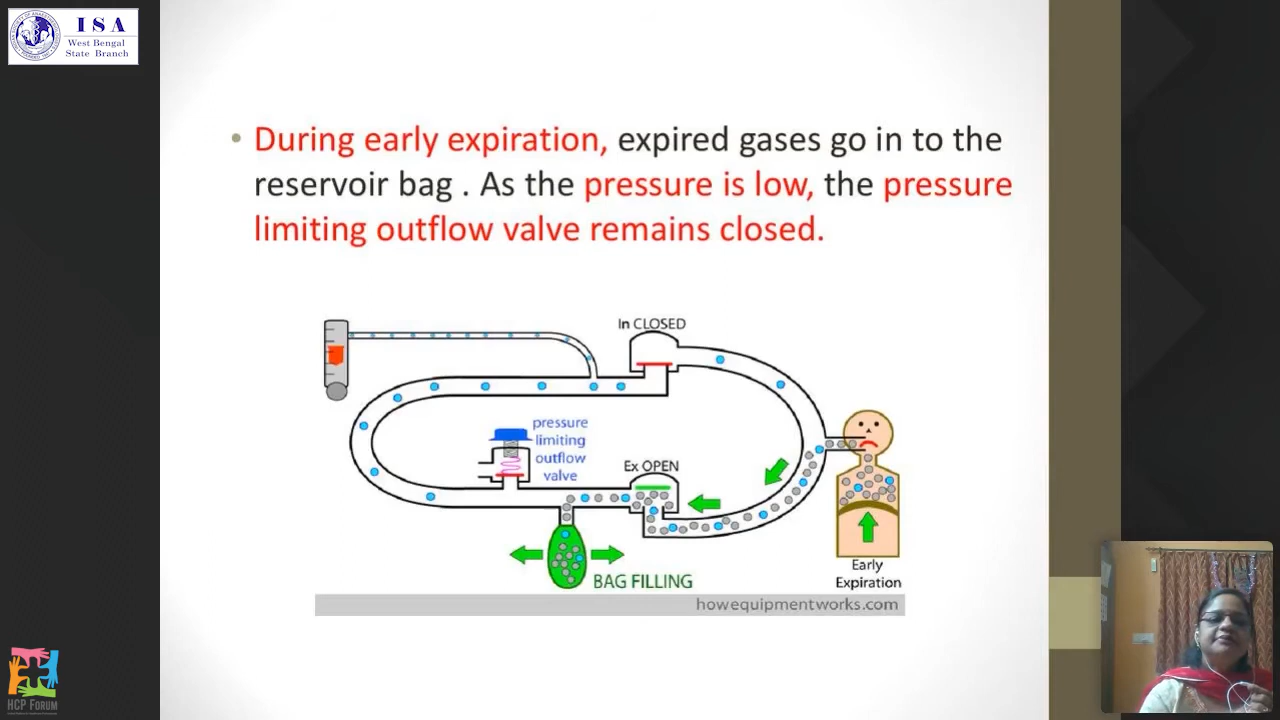 ISA
West Bengal
State Branch
• During early expiration, expired gases go in to the
reservoir bag . As the pressure is low, the pressure
limiting outflow valve remains closed.
In CLOSED
pressure
limiting
outflow
valve
Ex OPEN
BAG FILLING
Early
Expiration
howequipmentworks.com
HCP FORUM